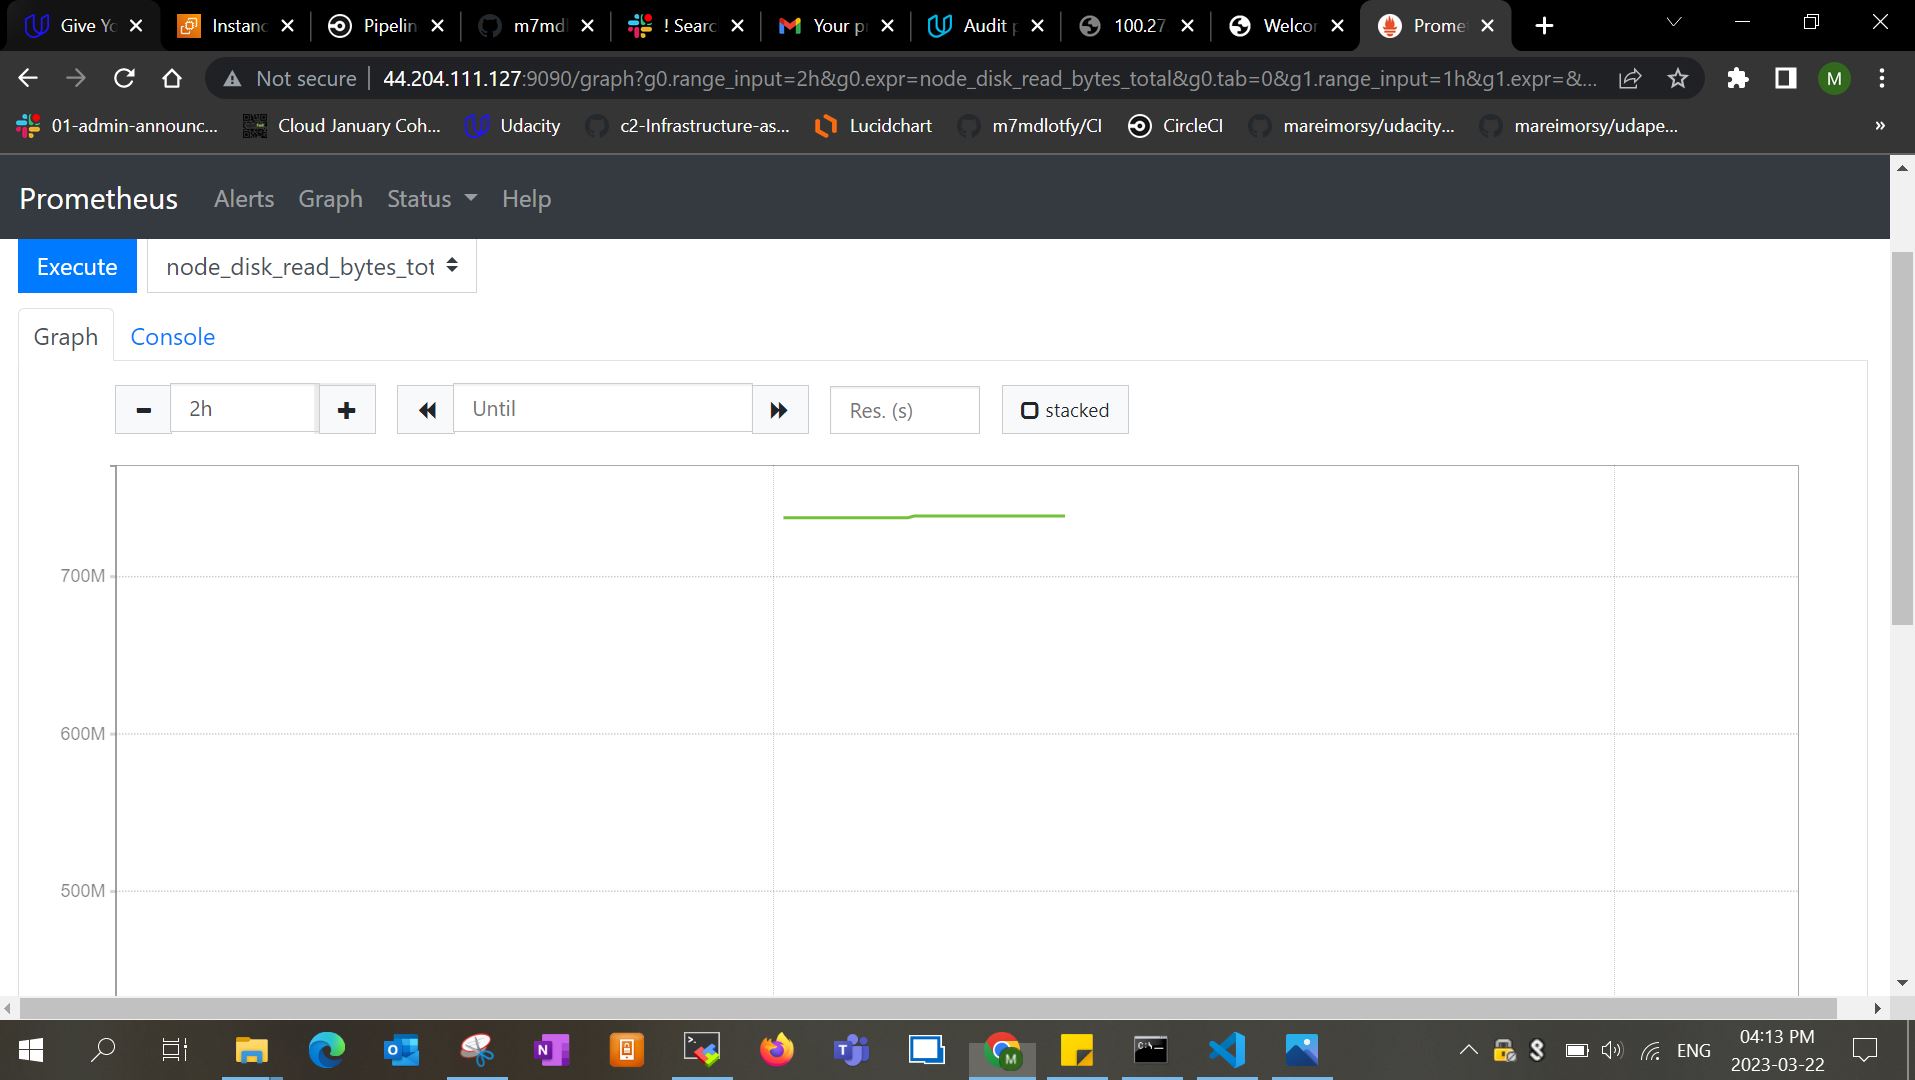 Give Yo
Instanc
Pipelin
m7mdl
! Searc
Your p
Audit p
100.27
Welcor
Prome
Not secure
44.204.111.127:9090/graph?g0.range_input=2h&g0.expr=node_disk_read_bytes_total&g0.tab=0&g1.range_input=1h&g1.expr=&...
M
01-admin-announc...
Cloud January Coh...
Udacity
c2-Infrastructure-as...
Lucidchart
m7mdlotfy/CI
CircleCI
mareimorsy/udacity...
mareimorsy/udape...
»
Prometheus
Alerts
Graph
Status
Help
Execute
node_disk_read_bytes_tot
Graph
Console
2h
Until
Res. (s)
stacked
700M
600M
500M
ENG
04:13 PM
2023-03-22